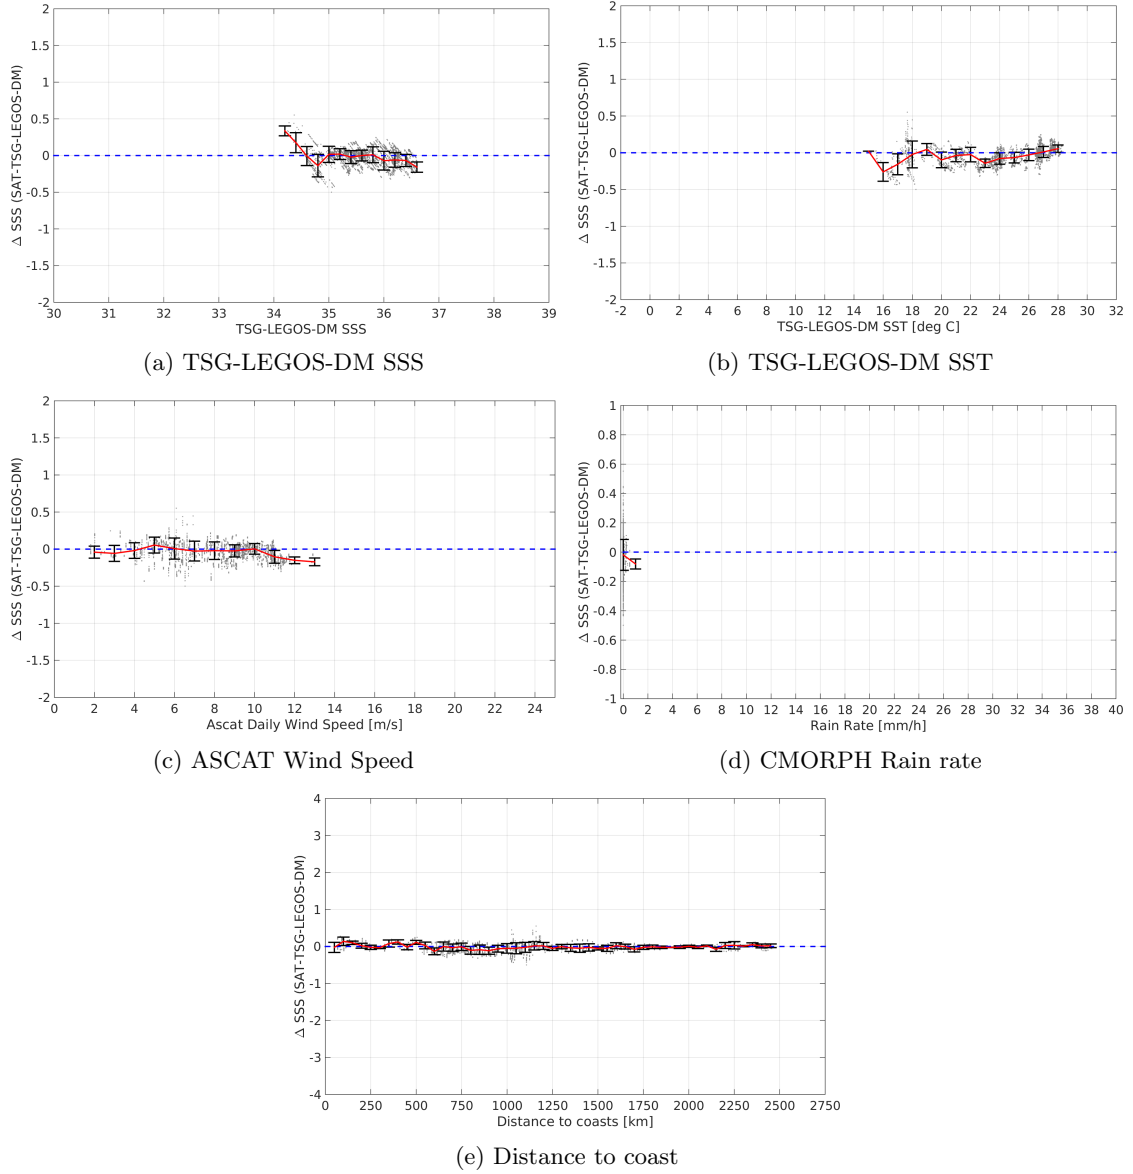 2
1.5
1
0.5
0
-0.5
-1
-1.5
-2
Δ SSS (SAT-TSG-LEGOS-DM)
30 31 32 33 34 35 36 37 38 39
TSG-LEGOS-DM SSS
(a) TSG-LEGOS-DM SSS
2
1.5
1
0.5
0
-0.5
-1
-1.5
-2
Δ SSS (SAT-TSG-LEGOS-DM)
-2 0 2 4 6 8 10 12 14 16 18 20 22 24 26 28 30 32
TSG-LEGOS-DM SST [deg C]
(b) TSG-LEGOS-DM SST
2
1.5
1
0.5
0
-0.5
-1
-1.5
-2
Δ SSS (SAT-TSG-LEGOS-DM)
0 2 4 6 8 10 12 14 16 18 20 22 24
Ascat Daily Wind Speed [m/s]
(c) ASCAT Wind Speed
1
0.8
0.6
0.4
0.2
0
-0.2
-0.4
-0.6
-0.8
-1
Δ SSS (SAT-TSG-LEGOS-DM)
0 2 4 6 8 10 12 14 16 18 20 22 24 26 28 30 32 34 36 38 40
Rain Rate [mm/h]
(d) CMORPH Rain rate
4
3
2
1
0
-1
-2
-3
-4
Δ SSS (SAT-TSG-LEGOS-DM)
0 250 500 750 1000 1250 1500 1750 2000 2250 2500 2750
Distance to coasts [km]
(e) Distance to coast